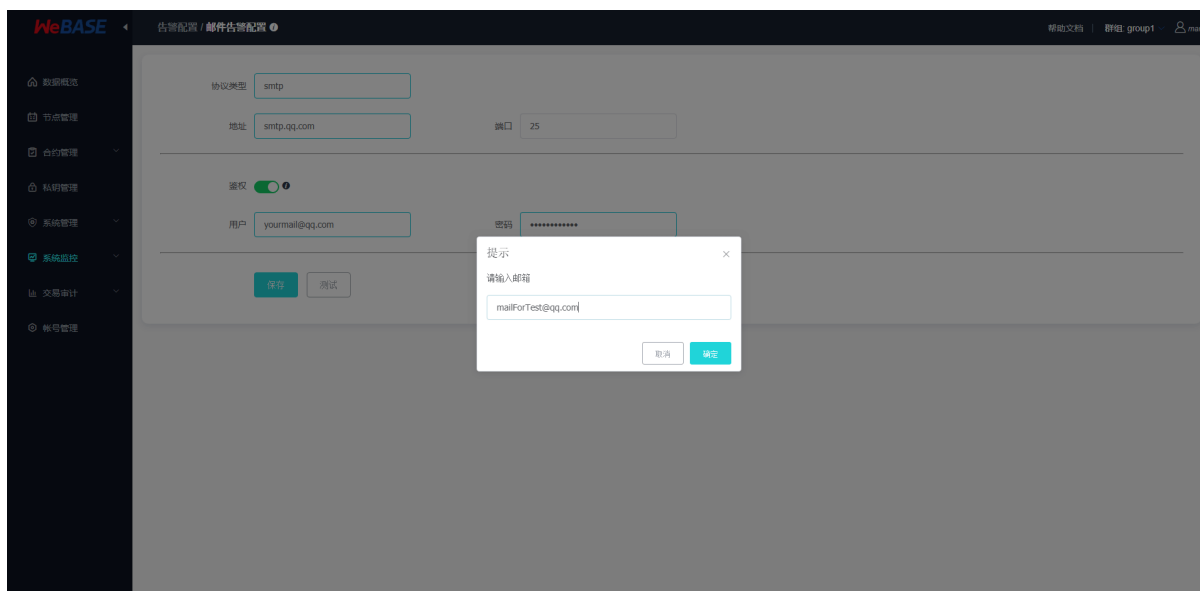 WeBASE
告警配置 / 邮件告警配置
帮助文档 | 群组: group1
数据概览
节点管理
合约管理
私钥管理
系统管理
系统监控
交易审计
帐号管理
协议类型 smtp
地址 smtp.qq.com 端口 25
鉴权
用户 yourmail@qq.com 密码 ••••••••••••
保存 测试
提示
请输入邮箱
mailForTest@qq.com
取消 确定